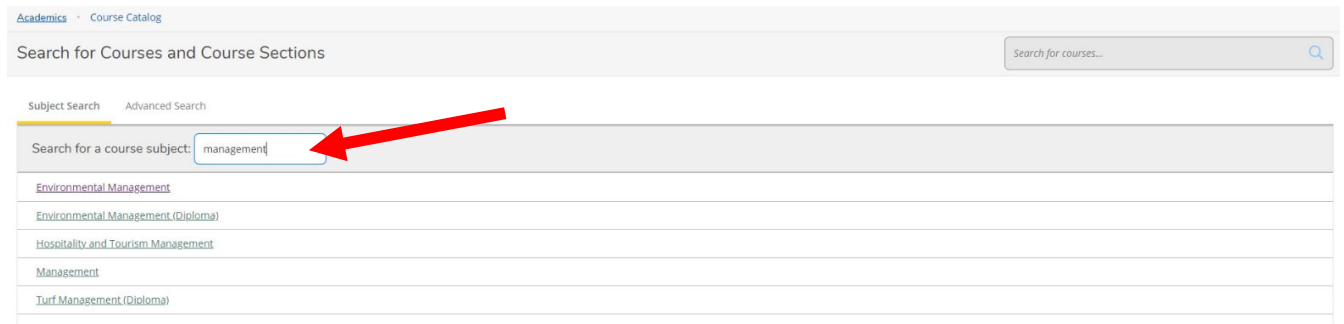 Academics · Course Catalog
Search for Courses and Course Sections
Search for courses...
Subject Search Advanced Search
Search for a course subject: management
Environmental Management
Environmental Management (Diploma)
Hospitality and Tourism Management
Management
Turf Management (Diploma)